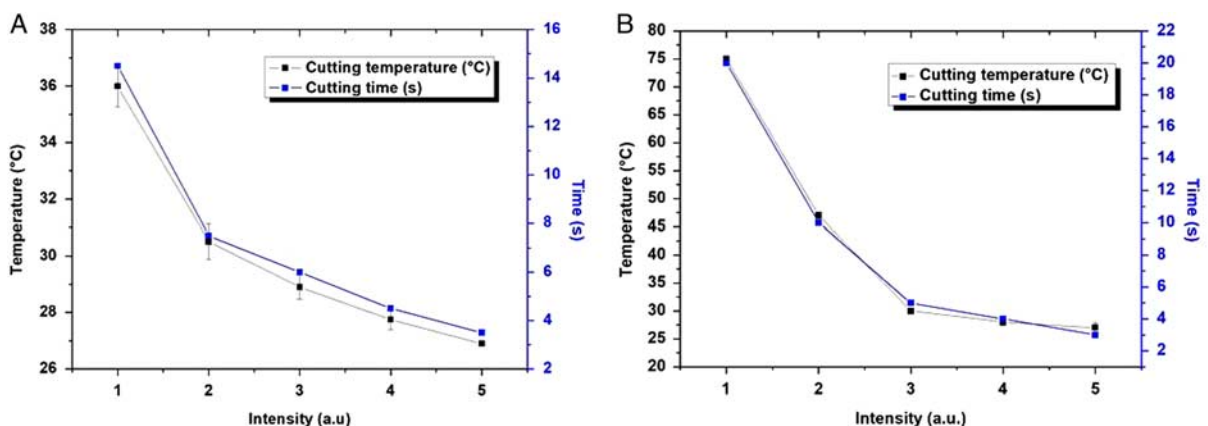 A
38
36
34
32
30
28
26
Temperature (°C)
16
14
12
10
8
6
4
2
Time (s)
Cutting temperature (°C)
Cutting time (s)
1 2 3 4 5
Intensity (a.u)
B
80
75
70
65
60
55
50
45
40
35
30
25
20
Temperature (°C)
22
20
18
16
14
12
10
8
6
4
2
Time (s)
Cutting temperature (°C)
Cutting time (s)
1 2 3 4 5
Intensity (a.u.)